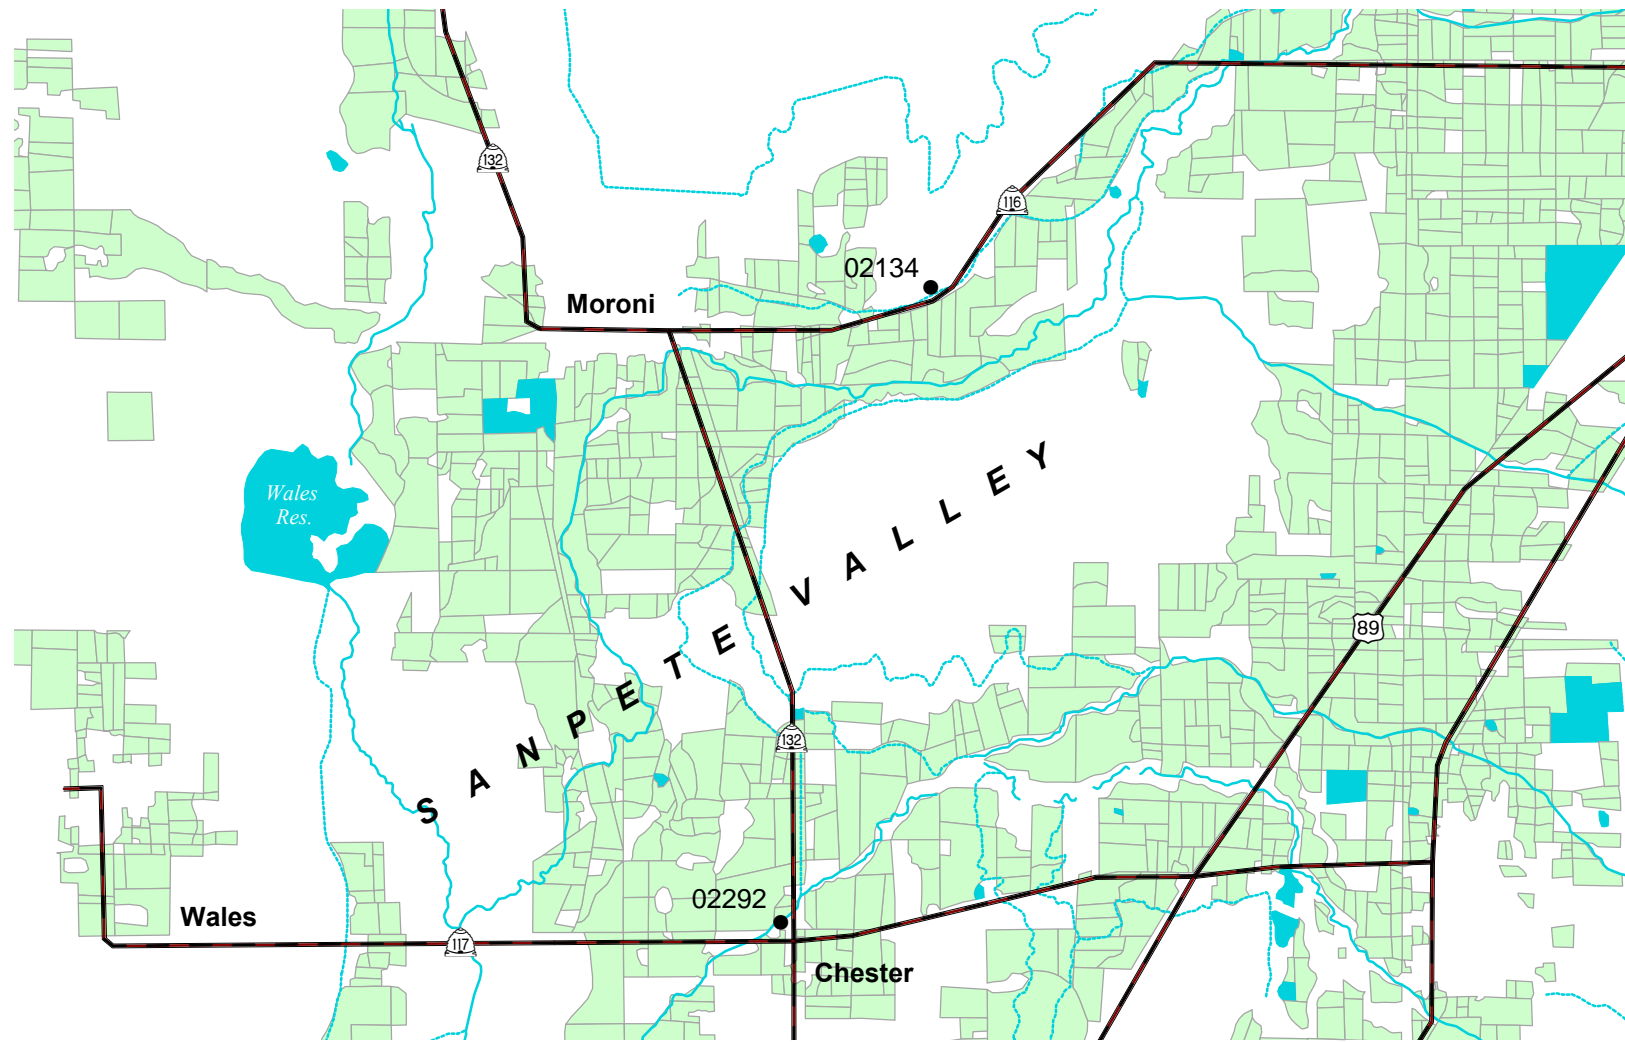 132
116
02134
Moroni
Wales
Res.
SANPETE VALLEY
89
132
02292
Wales
117
Chester